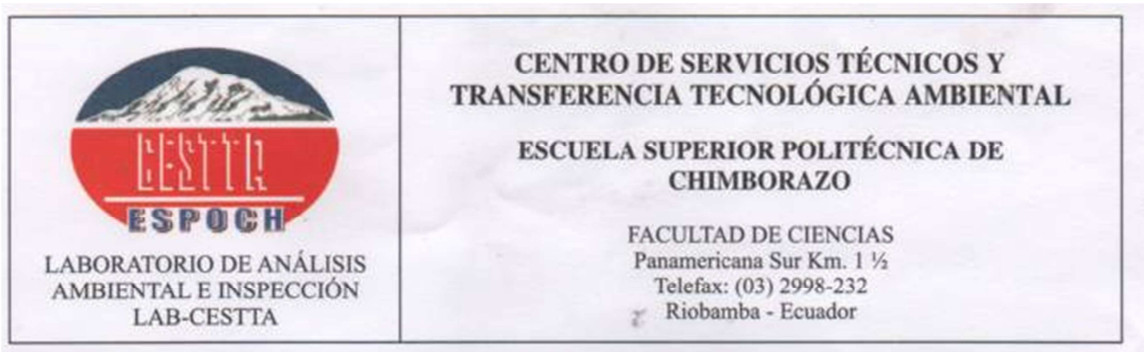 CESTTA
ESPOCH
LABORATORIO DE ANÁLISIS
AMBIENTAL E INSPECCIÓN
LAB-CESTTA
CENTRO DE SERVICIOS TÉCNICOS Y
TRANSFERENCIA TECNOLÓGICA AMBIENTAL
ESCUELA SUPERIOR POLITÉCNICA DE
CHIMBORAZO
FACULTAD DE CIENCIAS
Panamericana Sur Km. 1 ½
Telefax: (03) 2998-232
Riobamba - Ecuador